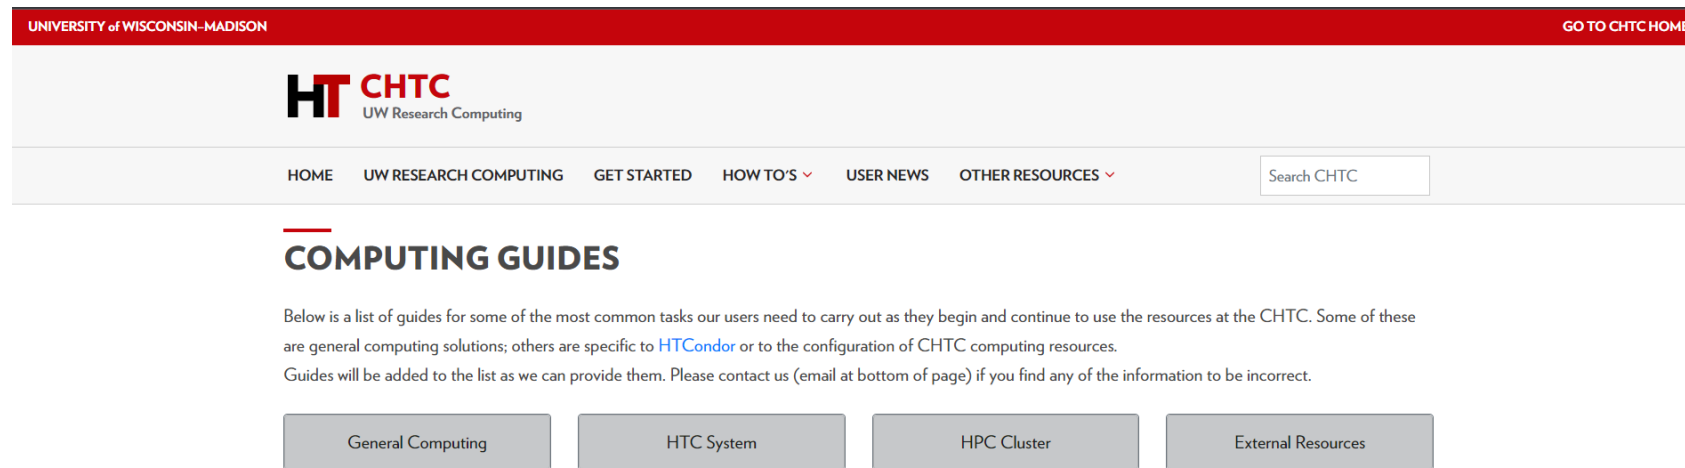 UNIVERSITY of WISCONSIN–MADISON
GO TO CHTC HOME
HT CHTC
UW Research Computing
HOME UW RESEARCH COMPUTING GET STARTED HOW TO'S USER NEWS OTHER RESOURCES Search CHTC
COMPUTING GUIDES
Below is a list of guides for some of the most common tasks our users need to carry out as they begin and continue to use the resources at the CHTC. Some of these
are general computing solutions; others are specific to HTCondor or to the configuration of CHTC computing resources.
Guides will be added to the list as we can provide them. Please contact us (email at bottom of page) if you find any of the information to be incorrect.
General Computing HTC System HPC Cluster External Resources